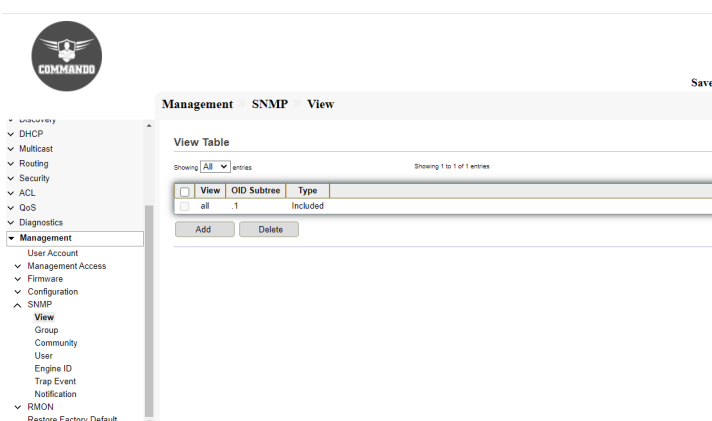 COMMANDO
Save
Management SNMP View
Discovery
DHCP
Multicast
Routing
Security
ACL
QoS
Diagnostics
Management
User Account
Management Access
Firmware
Configuration
SNMP
View
Group
Community
User
Engine ID
Trap Event
Notification
RMON
Restore Factory Default
View Table
Showing All entries
Showing 1 to 1 of 1 entries
View OID Subtree Type
all .1 Included
Add Delete